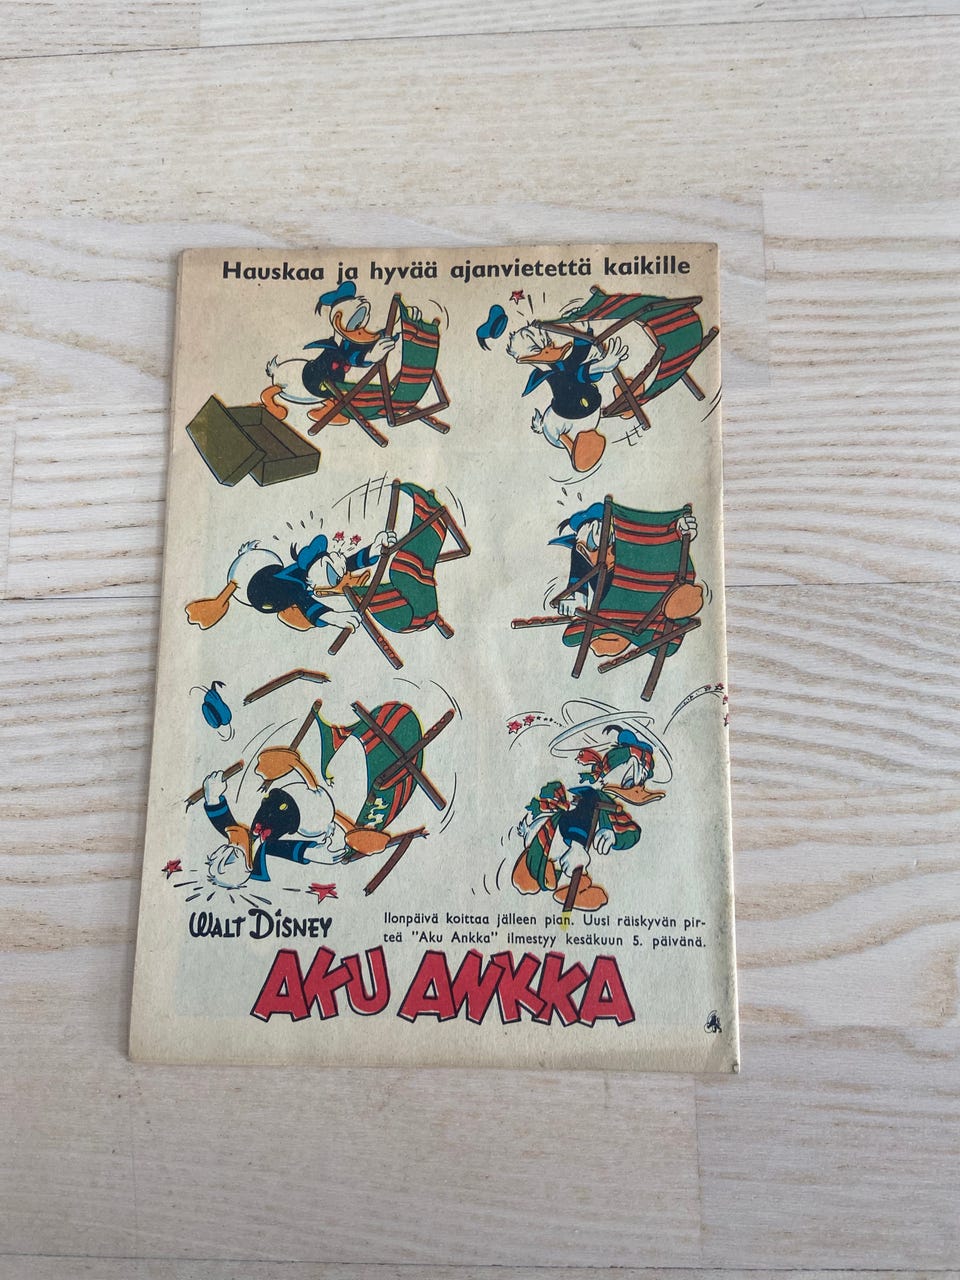 Hauskaa ja hyvää ajanvietettä kaikille
WALT DISNEY
Ilonpäivä koittaa jälleen pian. Uusi räiskyvän pir-
teä "Aku Ankka" ilmestyy kesäkuun 5. päivänä.
AKU ANKKA